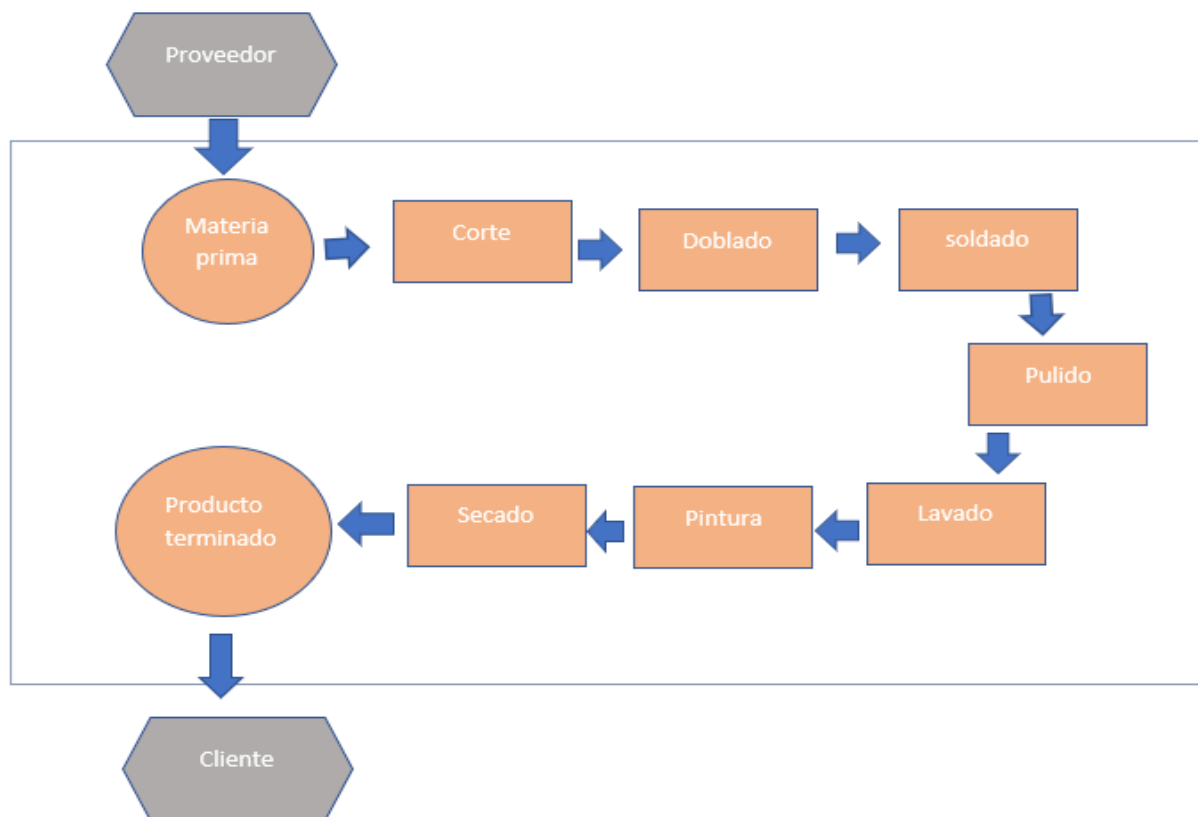 Proveedor
Materia
prima
Corte
Doblado
soldado
Pulido
Lavado
Pintura
Secado
Producto
terminado
Cliente